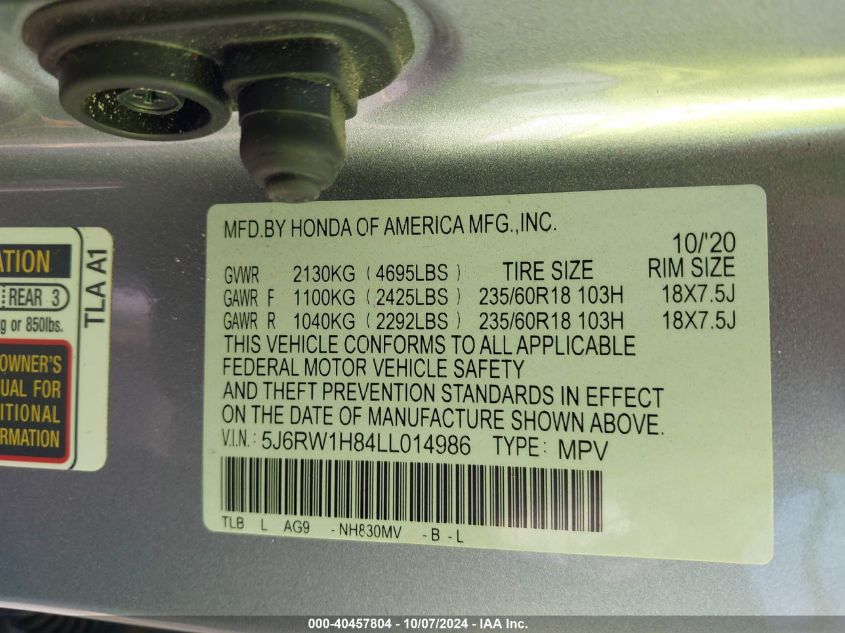 MFD.BY HONDA OF AMERICA MFG.,INC.
10/'20
GVWR 2130KG (4695LBS) TIRE SIZE RIM SIZE
GAWR F 1100KG (2425LBS) 235/60R18 103H 18X7.5J
GAWR R 1040KG (2292LBS) 235/60R18 103H 18X7.5J
THIS VEHICLE CONFORMS TO ALL APPLICABLE
FEDERAL MOTOR VEHICLE SAFETY
AND THEFT PREVENTION STANDARDS IN EFFECT
ON THE DATE OF MANUFACTURE SHOWN ABOVE.
V.I.N.: 5J6RW1H84LL014986 TYPE: MPV
TLB L AG9 -NH830MV -B-L
ATION
REAR 3
g or 850lbs.
OWNER'S
UAL FOR
ITIONAL
RMATION
TLA A1
000-40457804 - 10/07/2024 - IAA Inc.